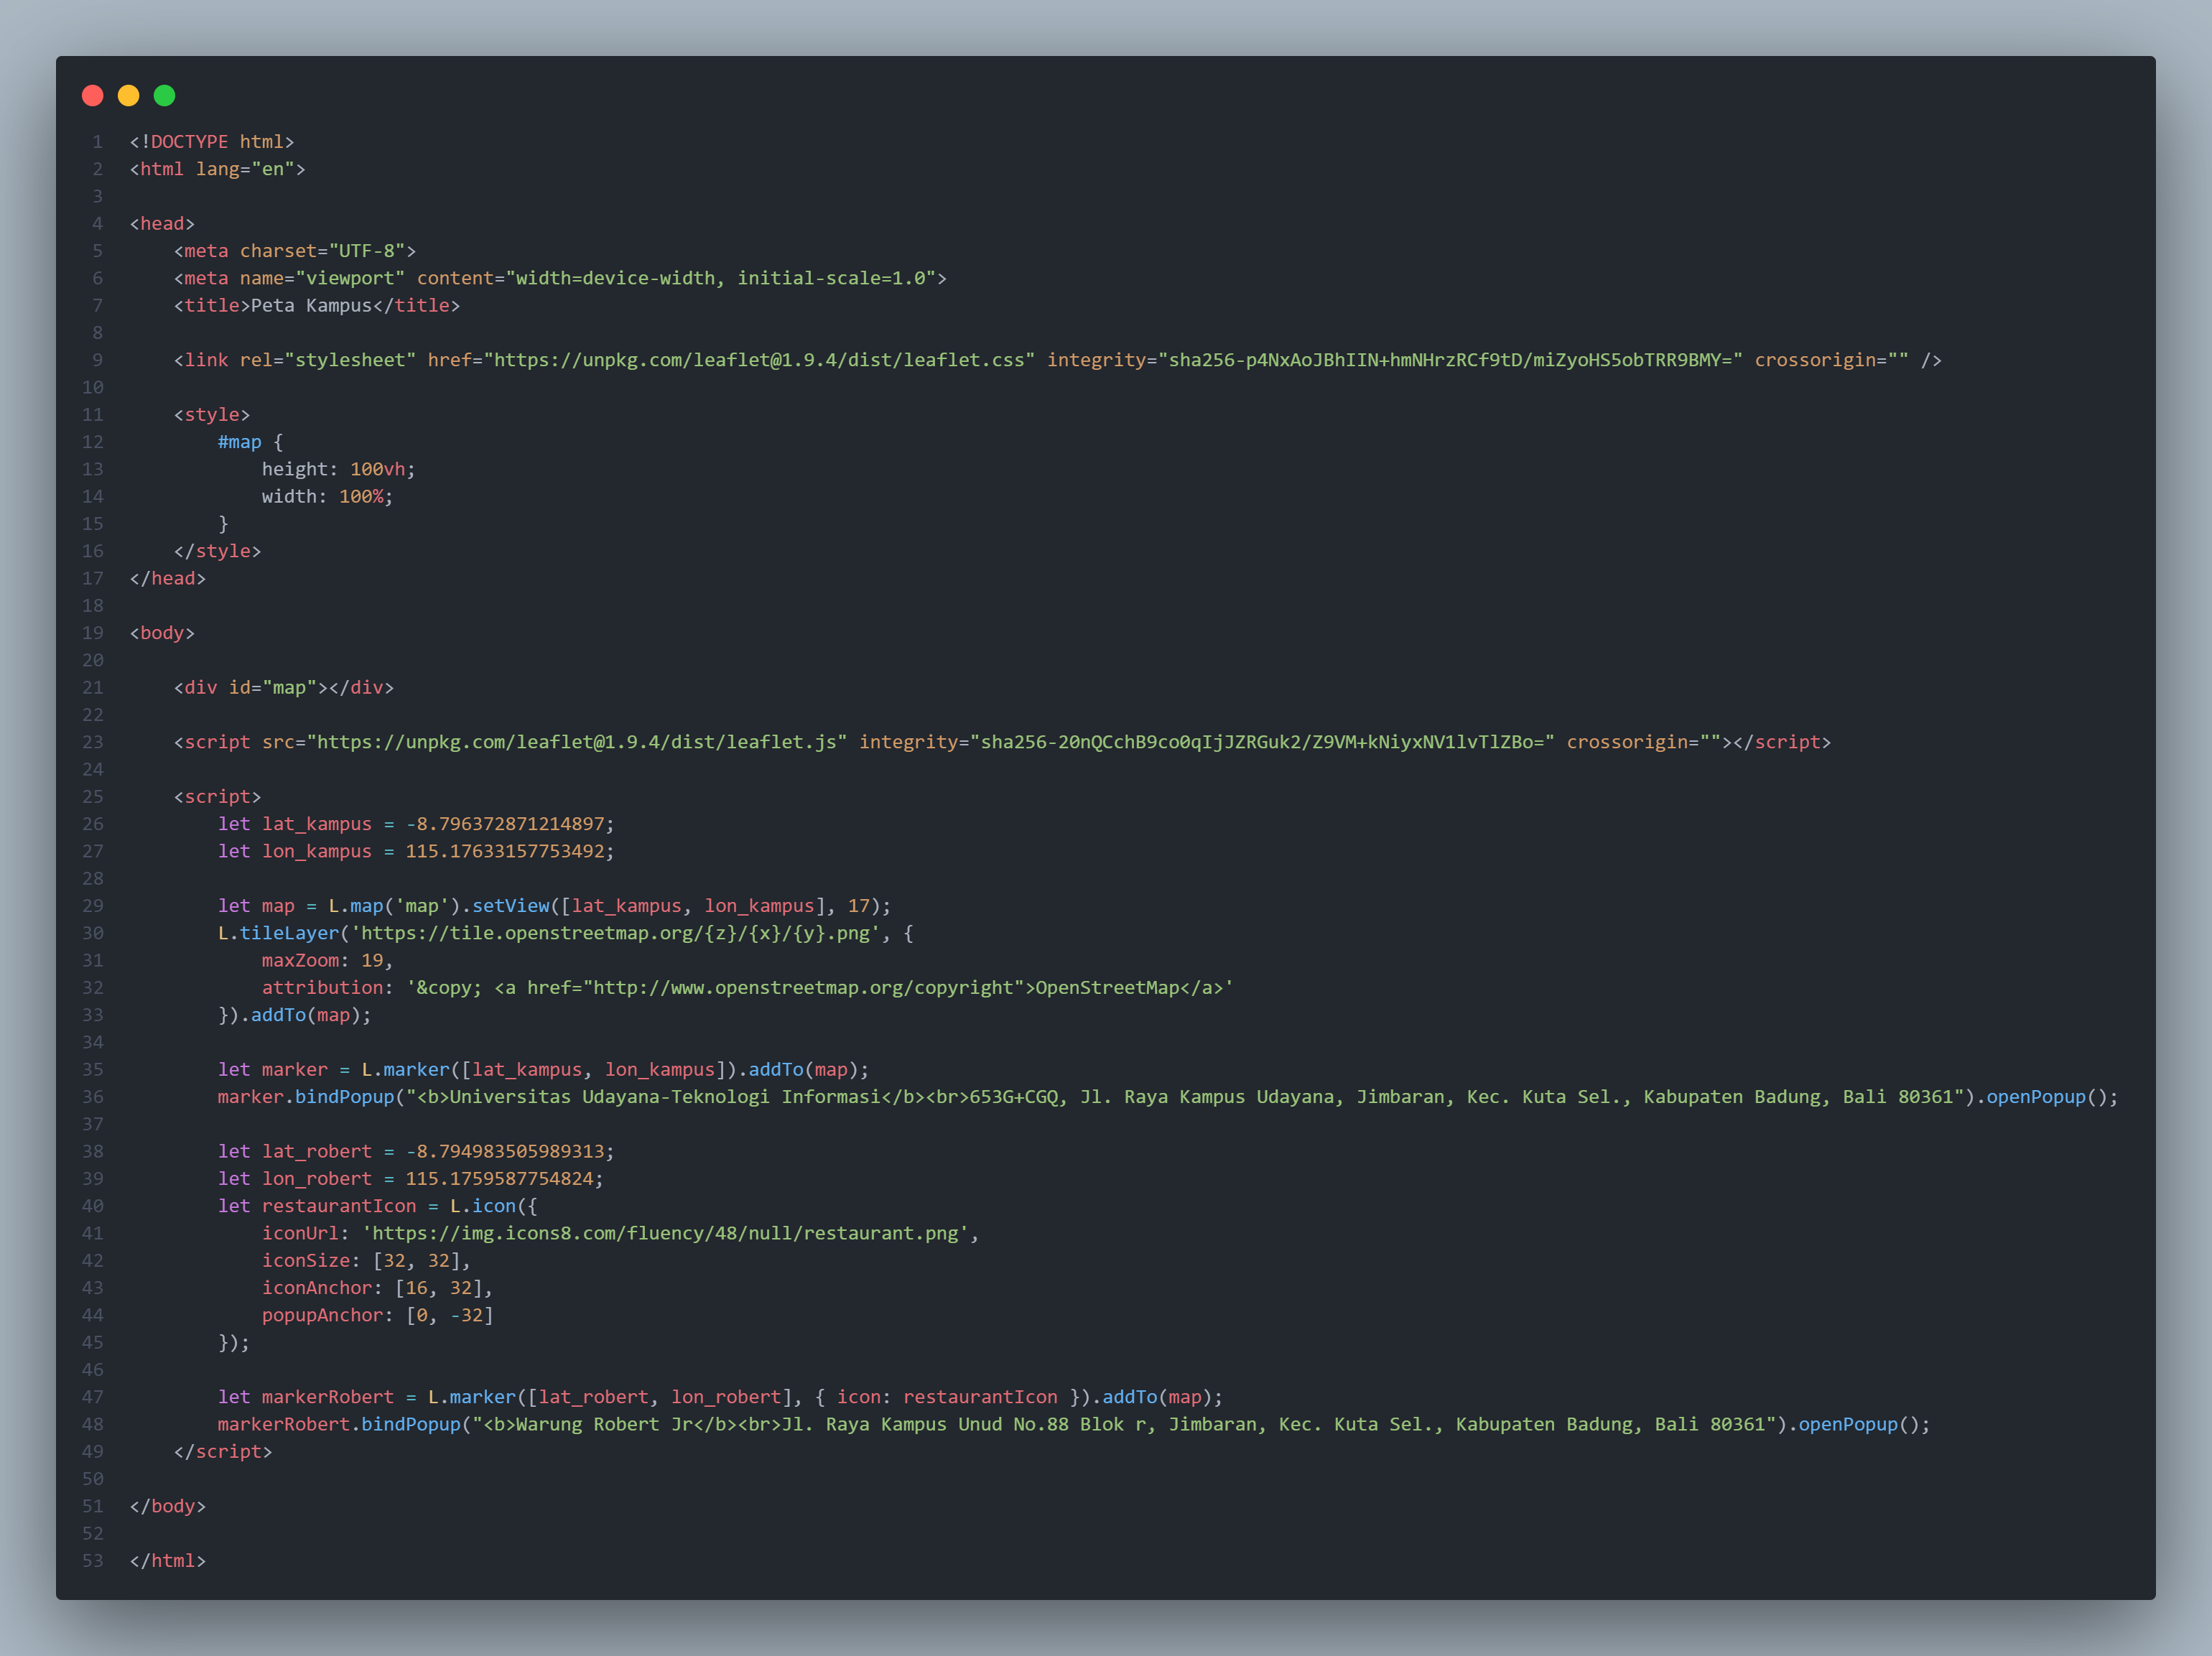 1 <!DOCTYPE html>
2 <html lang="en">
3
4 <head>
5     <meta charset="UTF-8">
6     <meta name="viewport" content="width=device-width, initial-scale=1.0">
7     <title>Peta Kampus</title>
8
9     <link rel="stylesheet" href="https://unpkg.com/leaflet@1.9.4/dist/leaflet.css" integrity="sha256-p4NxAoJBhIIN+hmNHrzRCf9tD/miZyoHS5obTRR9BMY=" crossorigin="" />
10
11     <style>
12         #map {
13             height: 100vh;
14             width: 100%;
15         }
16     </style>
17 </head>
18
19 <body>
20
21     <div id="map"></div>
22
23     <script src="https://unpkg.com/leaflet@1.9.4/dist/leaflet.js" integrity="sha256-20nQCchB9co0qIjJZRGuk2/Z9VM+kNiyxNV1lvTlZBo=" crossorigin=""></script>
24
25     <script>
26         let lat_kampus = -8.796372871214897;
27         let lon_kampus = 115.17633157753492;
28
29         let map = L.map('map').setView([lat_kampus, lon_kampus], 17);
30         L.tileLayer('https://tile.openstreetmap.org/{z}/{x}/{y}.png', {
31             maxZoom: 19,
32             attribution: '&copy; <a href="http://www.openstreetmap.org/copyright">OpenStreetMap</a>'
33         }).addTo(map);
34
35         let marker = L.marker([lat_kampus, lon_kampus]).addTo(map);
36         marker.bindPopup("<b>Universitas Udayana-Teknologi Informasi</b><br>653G+CGQ, Jl. Raya Kampus Udayana, Jimbaran, Kec. Kuta Sel., Kabupaten Badung, Bali 80361").openPopup();
37
38         let lat_robert = -8.794983505989313;
39         let lon_robert = 115.1759587754824;
40         let restaurantIcon = L.icon({
41             iconUrl: 'https://img.icons8.com/fluency/48/null/restaurant.png',
42             iconSize: [32, 32],
43             iconAnchor: [16, 32],
44             popupAnchor: [0, -32]
45         });
46
47         let markerRobert = L.marker([lat_robert, lon_robert], { icon: restaurantIcon }).addTo(map);
48         markerRobert.bindPopup("<b>Warung Robert Jr</b><br>Jl. Raya Kampus Unud No.88 Blok r, Jimbaran, Kec. Kuta Sel., Kabupaten Badung, Bali 80361").openPopup();
49     </script>
50
51 </body>
52
53 </html>